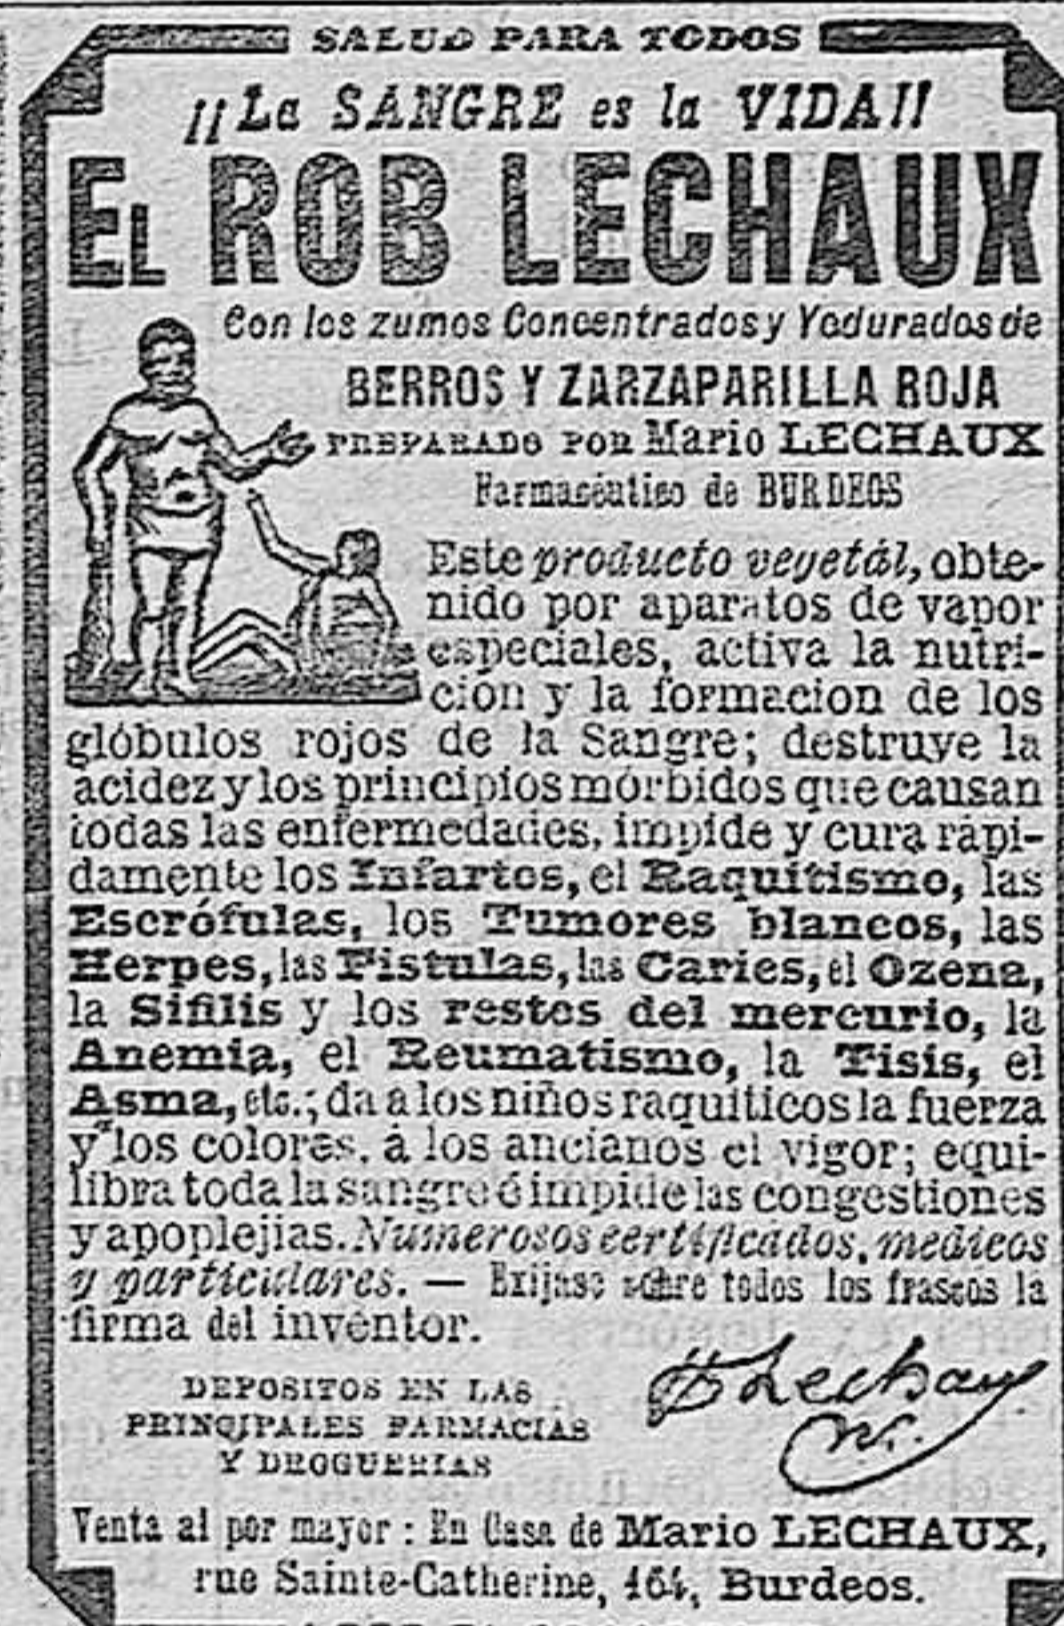 SALUD PARA TODOS
¡¡La SANGRE es la VIDA!!
EL ROB LECHAUX
Con los zumos Concentrados y Yodurados de
BERROS Y ZARZAPARILLA ROJA
PREPARADO POR Mario LECHAUX
Farmacéutico de BURDEOS
Este producto vegetál, obte-
nido por aparatos de vapor
especiales, activa la nutri-
ción y la formacion de los
glóbulos rojos de la Sangre; destruye la
acidez y los principios mórbidos que causan
todas las enfermedades, impide y cura rápi-
damente los Infartos, el Raquitismo, las
Escrófulas, los Tumores blancos, las
Herpes, las Fistulas, las Caries, el Ozena,
la Sifilis y los restos del mercurio, la
Anemia, el Reumatismo, la Tisis, el
Asma, etc.; da á los niños raquiticos la fuerza
y los colores, á los ancianos el vigor; equi-
libra toda la sangre é impide las congestiones
y apoplejias. Numerosos certificados, medicos
y particulares. — Exijase sobre todos los frascos la
firma del inventor.
DEPOSITOS EN LAS
PRINCIPALES FARMACIAS
Y DROGUERIAS
Lechaux
Venta al por mayor : En Casa de Mario LECHAUX,
rue Sainte-Catherine, 164, Burdeos.